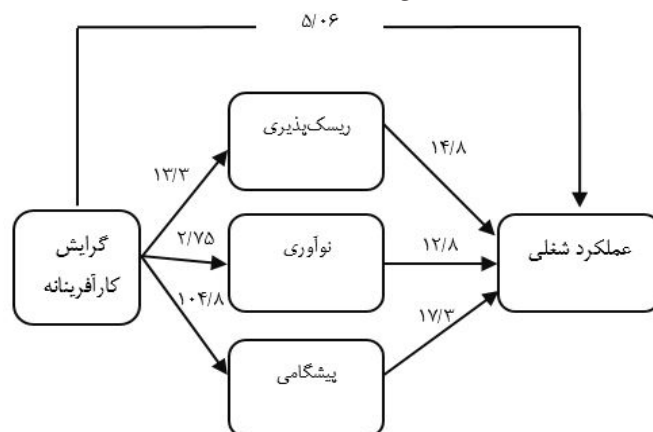 ۵/۰۶
ریسک‌پذیری
۱۴/۸
۱۳/۳
گرایش
کارآفرینانه
۲/۷۵
نوآوری
۱۲/۸
عملکرد شغلی
۱۰۴/۸
۱۷/۳
پیشگامی